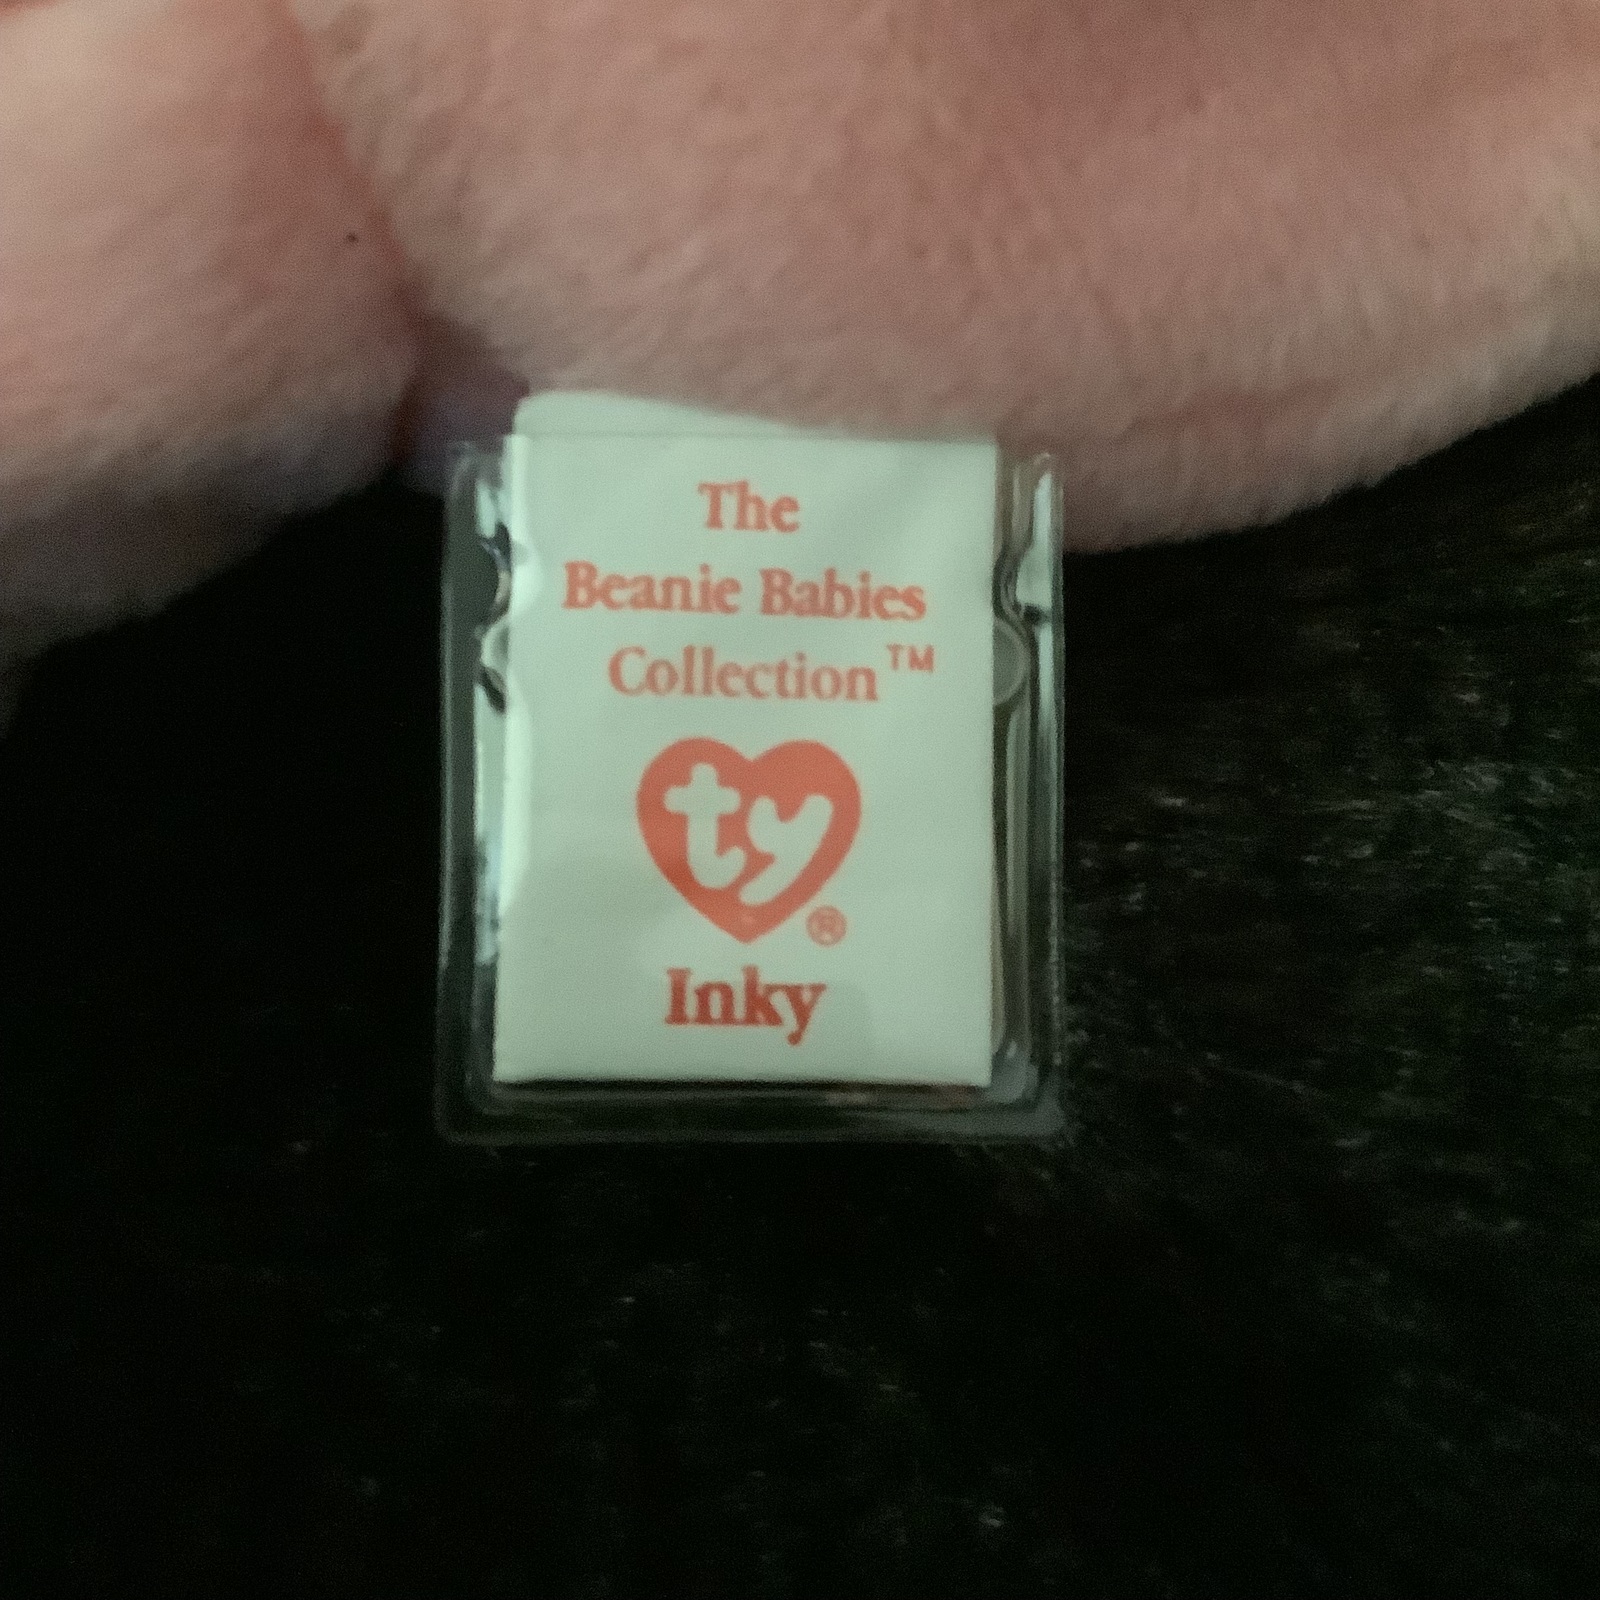 The
Beanie Babies
Collection™
ty®
Inky